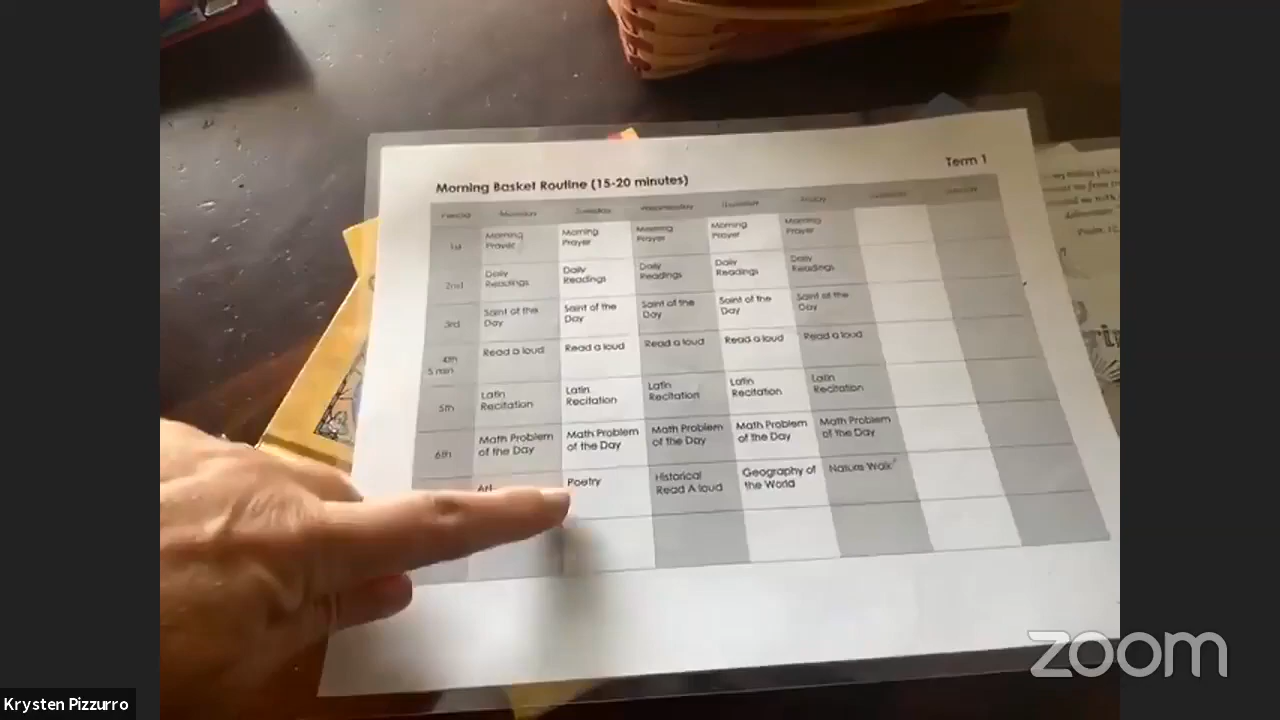 Term 1
Morning Basket Routine (15-20 minutes)
Period Monday Tuesday Wednesday Thursday Friday
1st Morning Prayer Morning Prayer Morning Prayer Morning Prayer Morning Prayer
2nd Daily Readings Daily Readings Daily Readings Daily Readings Daily Readings
3rd Saint of the Day Saint of the Day Saint of the Day Saint of the Day Saint of the Day
4th 5 min Read a loud Read a loud Read a loud Read a loud Read a loud
5th Latin Recitation Latin Recitation Latin Recitation Latin Recitation Latin Recitation
6th Math Problem of the Day Math Problem of the Day Math Problem of the Day Math Problem of the Day Math Problem of the Day
Art Poetry Historical Read A loud Geography of the World Nature Walk
zoom
Krysten Pizzurro